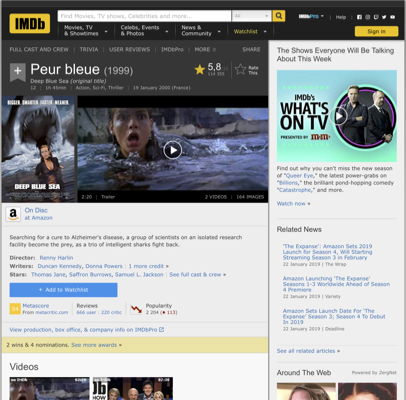 IMDb
Find Movies, TV shows, Celebrities and more...
All
IMDbPro
Help
Movies, TV
& Showtimes
Celebs, Events
& Photos
News &
Community
Watchlist
Sign in
FULL CAST AND CREW | TRIVIA | USER REVIEWS | IMDbPro | MORE
SHARE
Peur bleue (1999)
Deep Blue Sea (original title)
12 | 1h 45min | Action, Sci-Fi, Thriller | 19 January 2000 (France)
5,8
Rate
This
BIGGER. SMARTER. FASTER. MEANER.
DEEP BLUE SEA
2:20 | Trailer
3 VIDEOS | 164 IMAGES
On Disc
at Amazon
Searching for a cure to Alzheimer's disease, a group of scientists on an isolated research
facility become the prey, as a trio of intelligent sharks fight back.
Director: Renny Harlin
Writers: Duncan Kennedy, Donna Powers | 1 more credit »
Stars: Thomas Jane, Saffron Burrows, Samuel L. Jackson | See full cast & crew »
+ Add to Watchlist
Metascore
From metacritic.com
Reviews
666 user | 220 critic
Popularity
2 204 ( 113)
View production, box office, & company info on IMDbPro
2 wins & 4 nominations. See more awards »
Videos
The Shows Everyone Will Be Talking
About This Week
IMDb's
WHAT'S
ON TV
PRESENTED BY m&m's
Find out why you can't miss the new season
of "Queer Eye," the latest power-grabs on
"Billions," the brilliant pond-hopping comedy
"Catastrophe," and more.
Watch now »
Related News
'The Expanse': Amazon Sets 2019
Launch for Season 4, Will Starting
Streaming Season 3 in February
22 January 2019 | The Wrap
Amazon Launching 'The Expanse'
Seasons 1-3 Worldwide Ahead of Season
4 Premiere
22 January 2019 | Variety
Amazon Sets Launch Date For 'The
Expanse' Season 3; Season 4 To Debut
In 2019
22 January 2019 | Deadline
See all related articles »
Around The Web
Powered by ZergNet